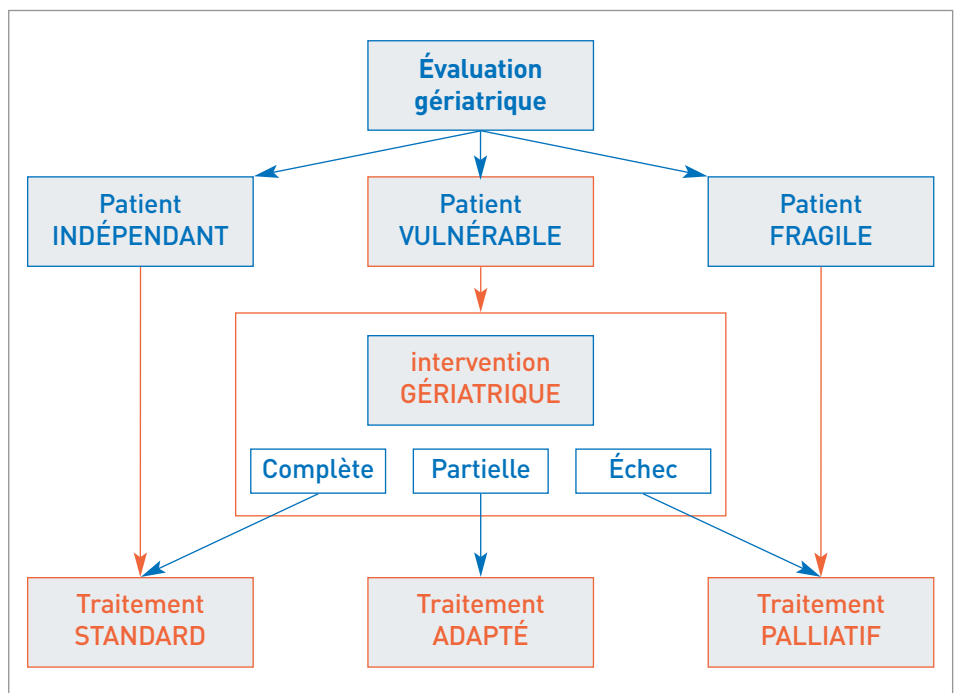 Évaluation
gériatrique
Patient
INDÉPENDANT
Patient
VULNÉRABLE
Patient
FRAGILE
intervention
GÉRIATRIQUE
Complète
Partielle
Échec
Traitement
STANDARD
Traitement
ADAPTÉ
Traitement
PALLIATIF